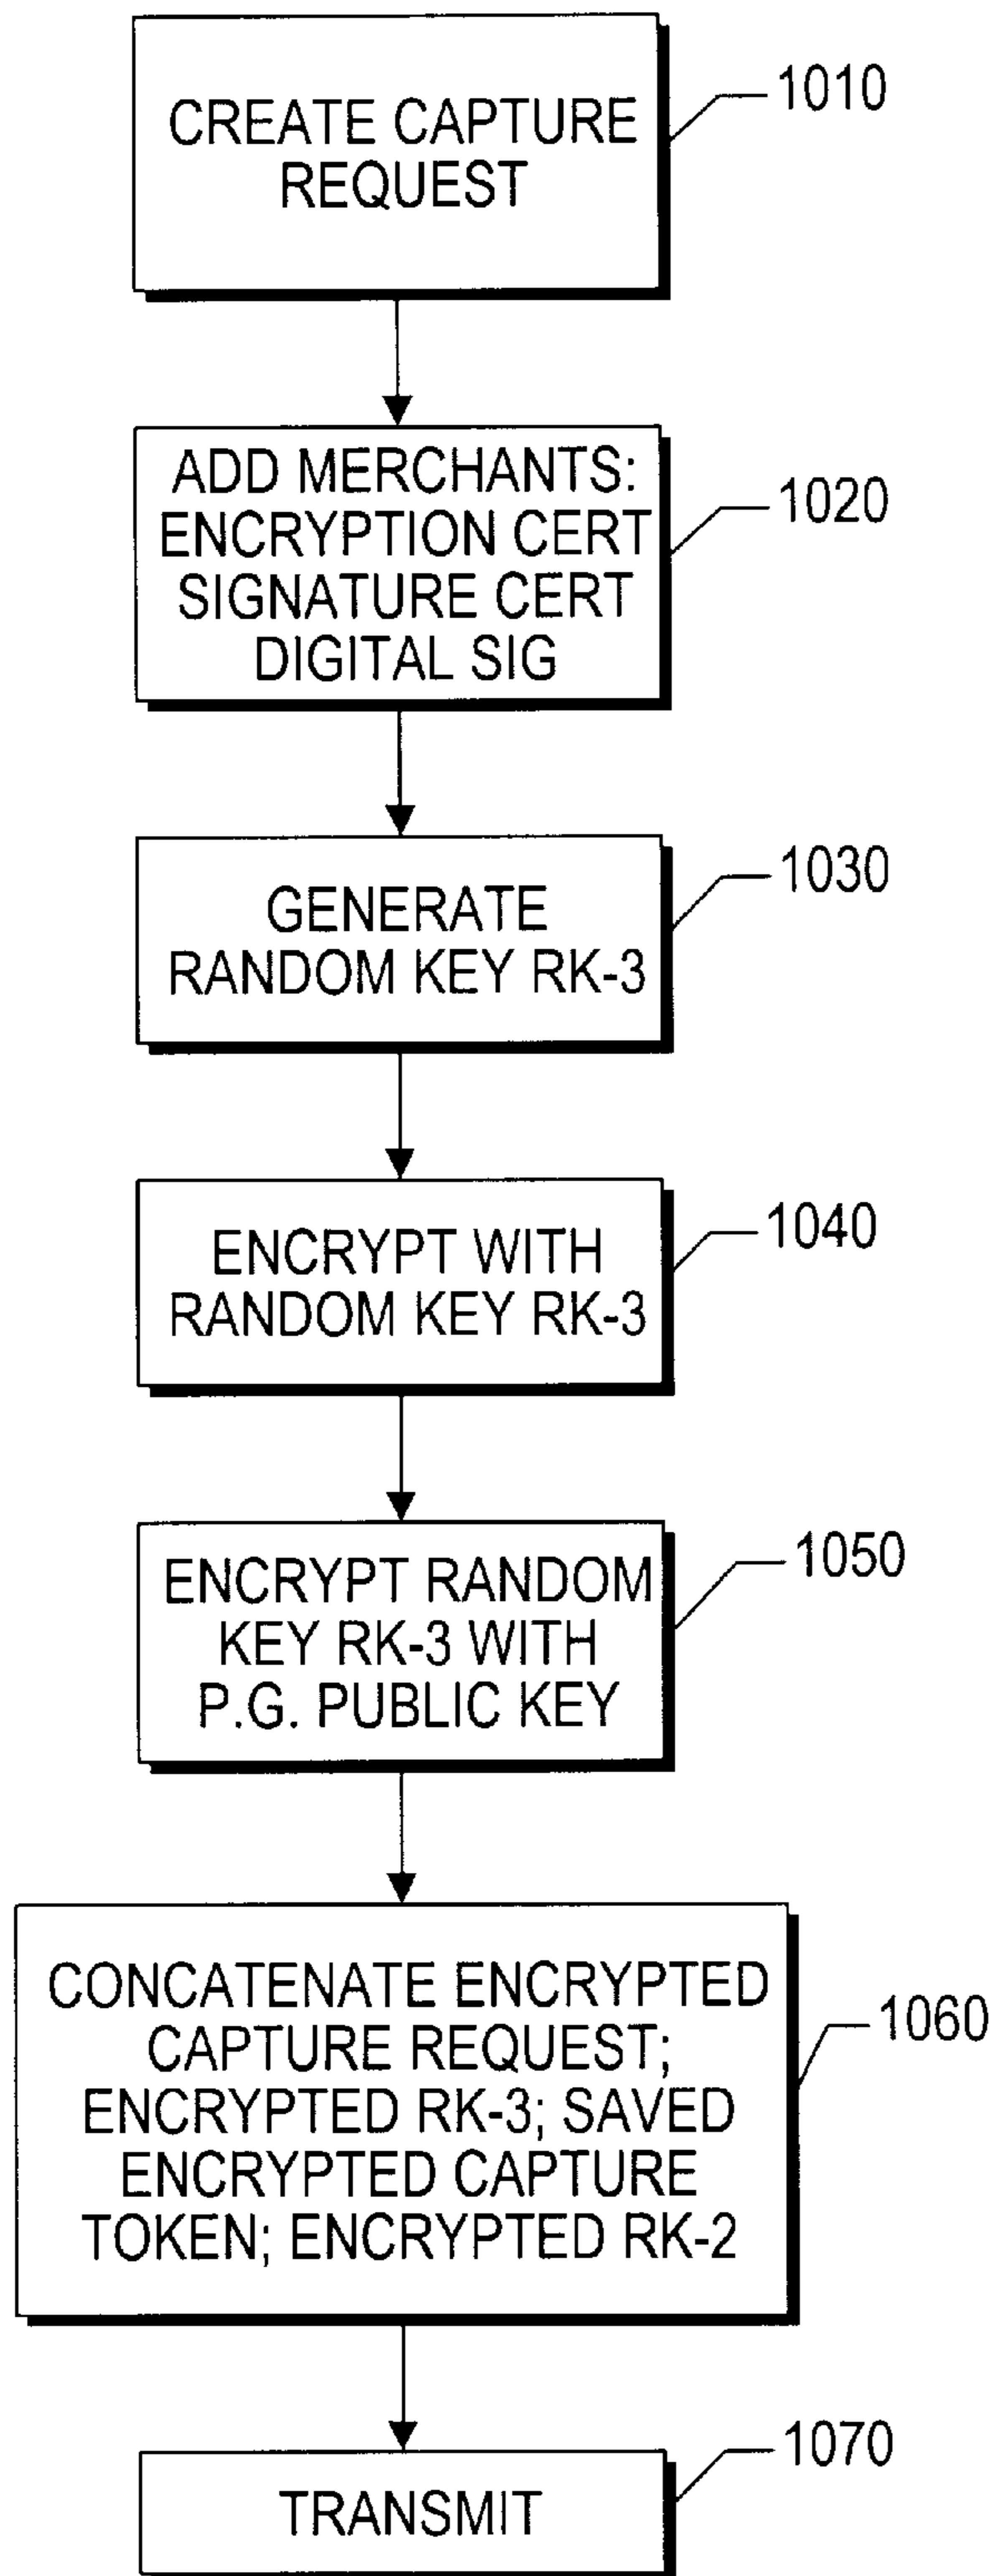 CREATE CAPTURE
REQUEST
1010
ADD MERCHANTS:
ENCRYPTION CERT
SIGNATURE CERT
DIGITAL SIG
1020
GENERATE
RANDOM KEY RK-3
1030
ENCRYPT WITH
RANDOM KEY RK-3
1040
ENCRYPT RANDOM
KEY RK-3 WITH
P.G. PUBLIC KEY
1050
CONCATENATE ENCRYPTED
CAPTURE REQUEST;
ENCRYPTED RK-3; SAVED
ENCRYPTED CAPTURE
TOKEN; ENCRYPTED RK-2
1060
TRANSMIT
1070